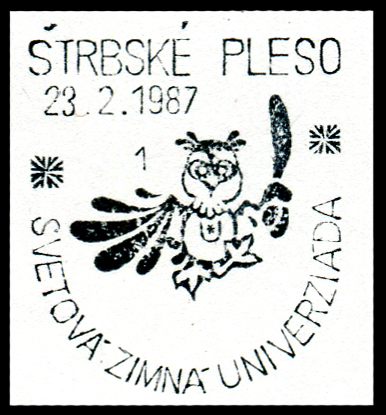 ŠTRBSKÉ PLESO
23. 2. 1987
1
SVETOVÁ ZIMNÁ UNIVERZIÁDA